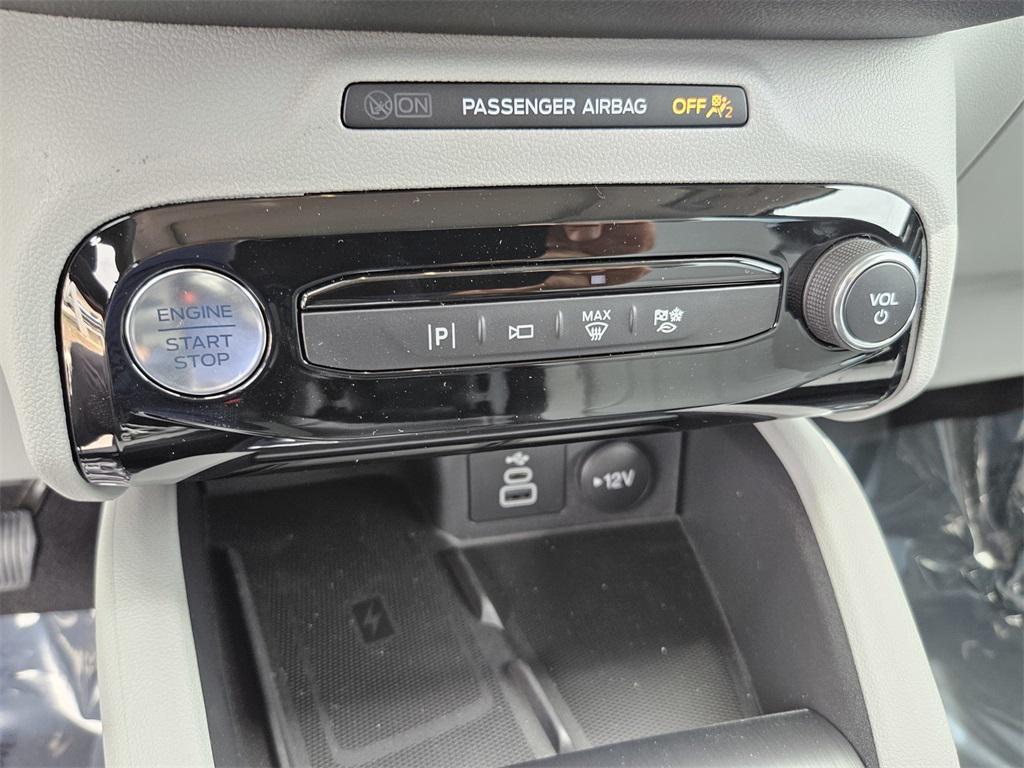 ON PASSENGER AIRBAG OFF 2
ENGINE
START
STOP
P
MAX
VOL
12V